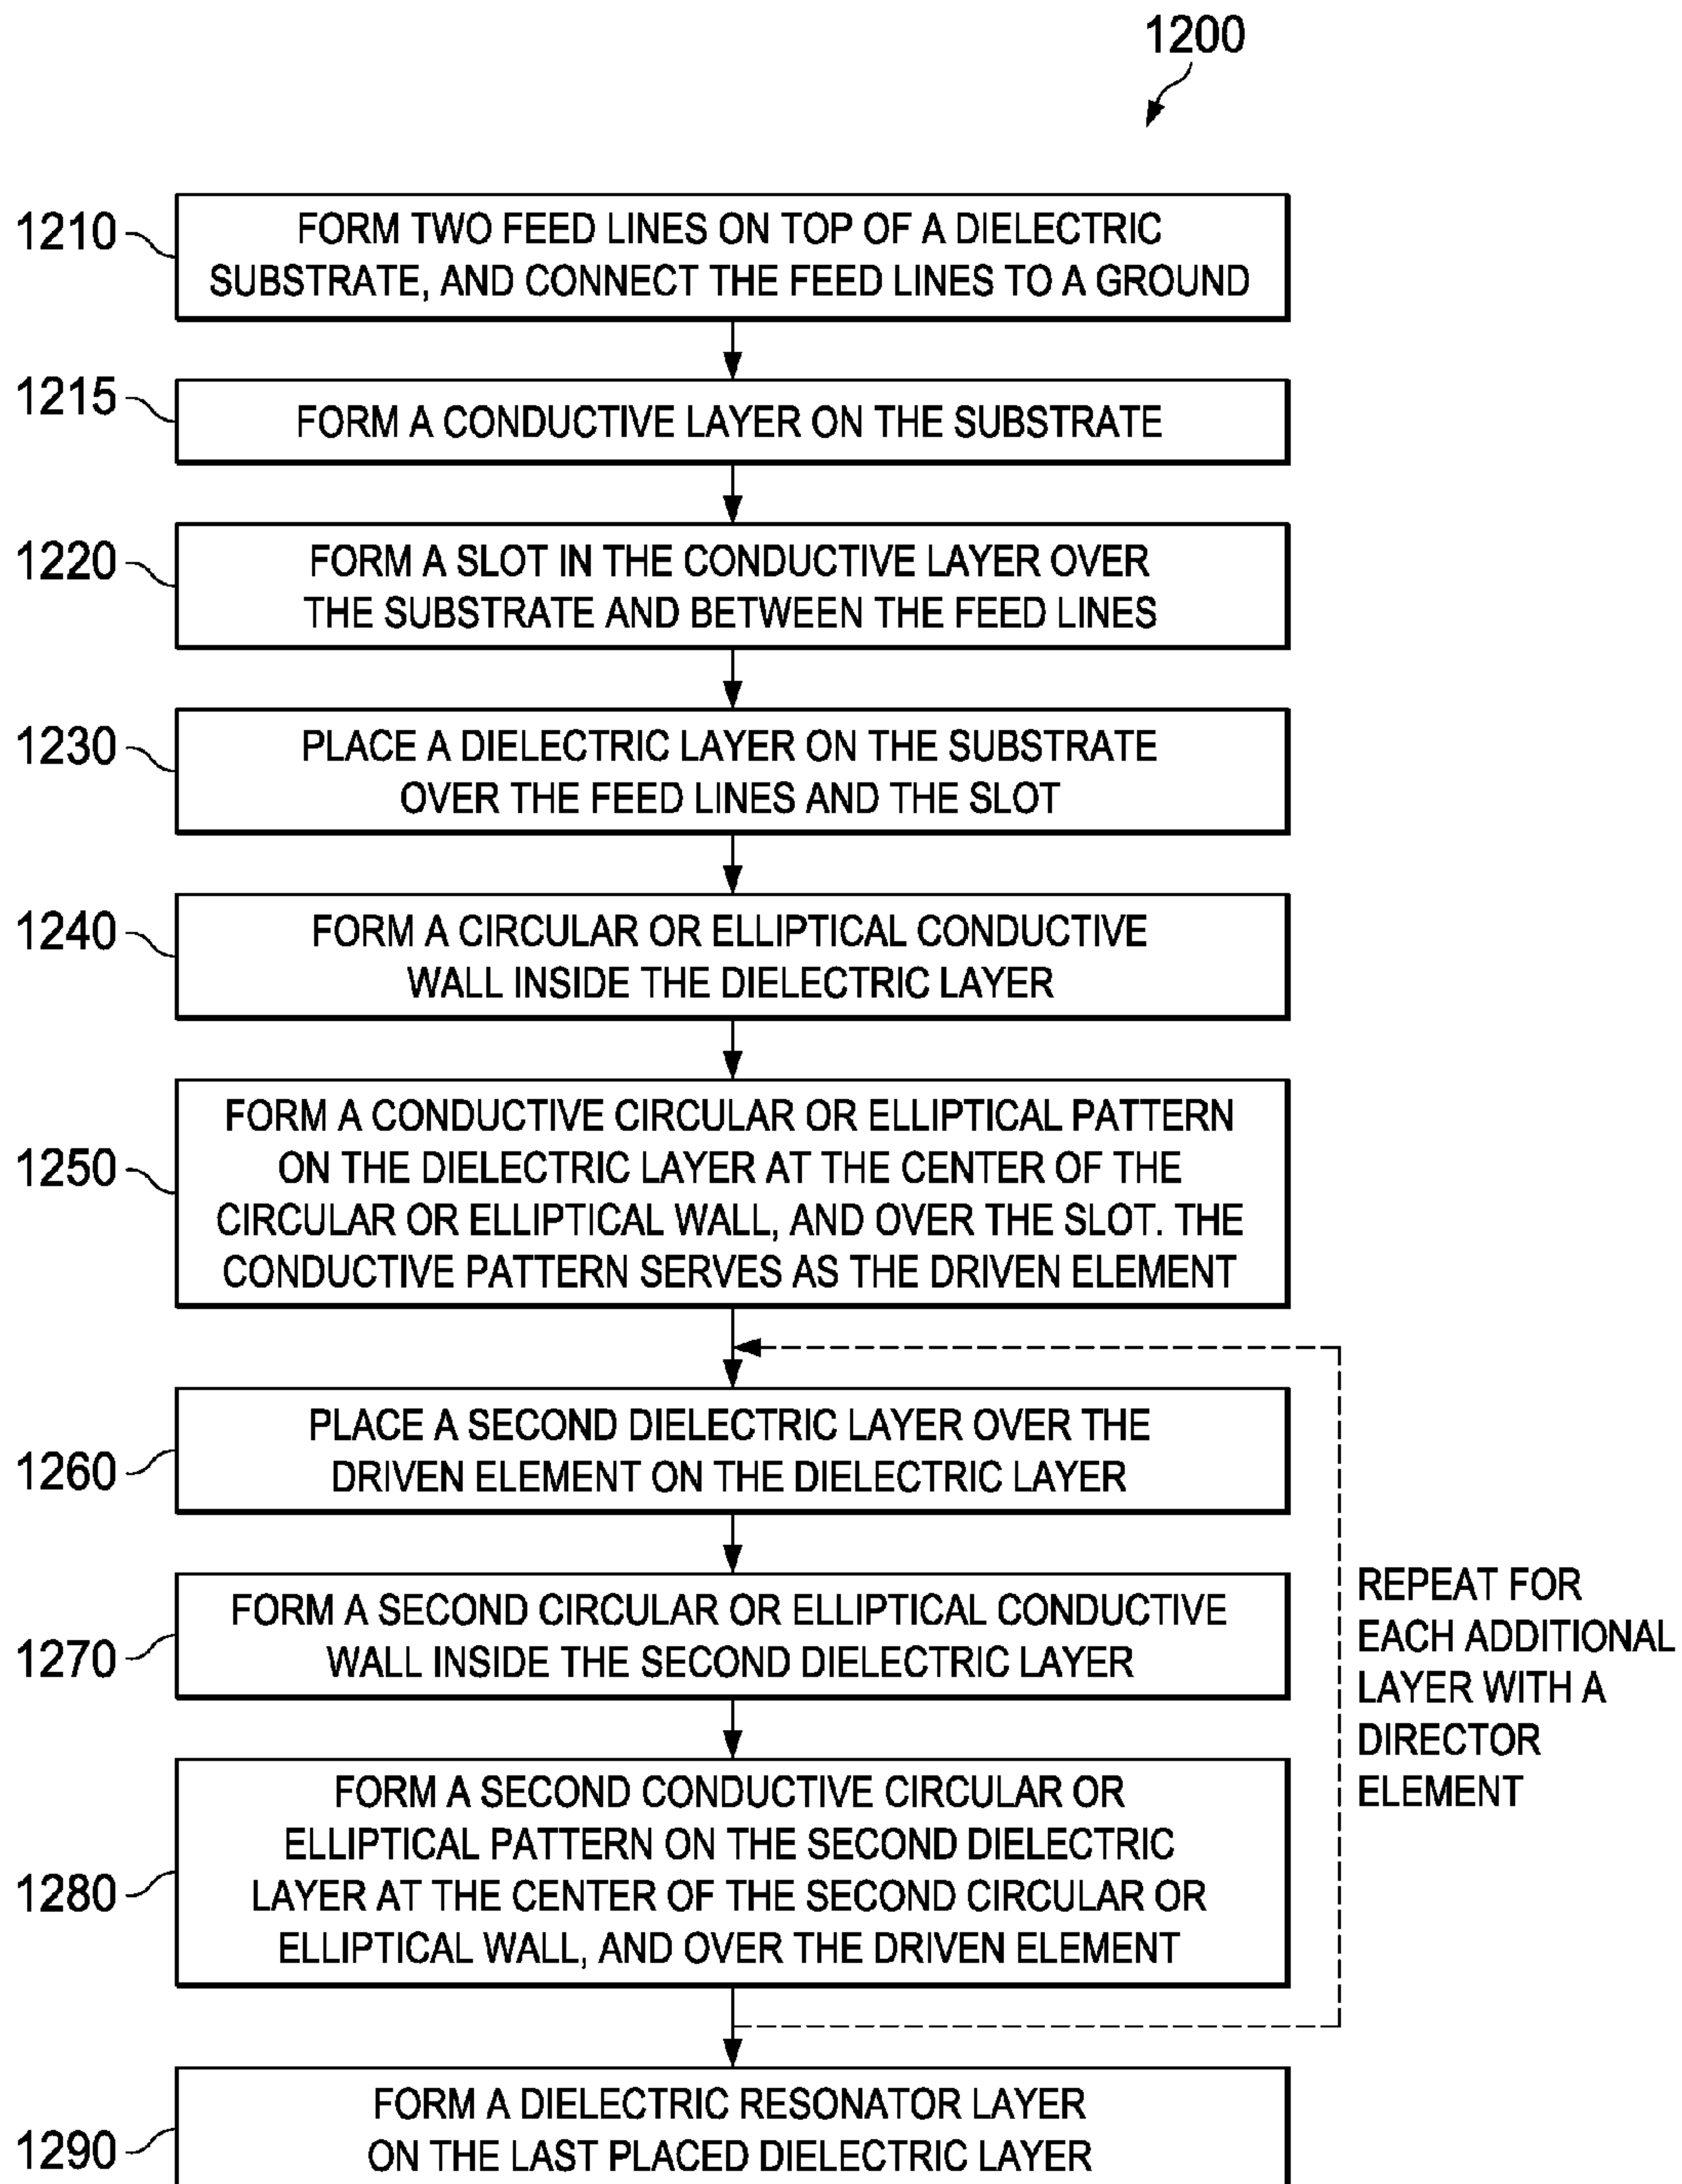 1200
1210
FORM TWO FEED LINES ON TOP OF A DIELECTRIC
SUBSTRATE, AND CONNECT THE FEED LINES TO A GROUND
1215
FORM A CONDUCTIVE LAYER ON THE SUBSTRATE
1220
FORM A SLOT IN THE CONDUCTIVE LAYER OVER
THE SUBSTRATE AND BETWEEN THE FEED LINES
1230
PLACE A DIELECTRIC LAYER ON THE SUBSTRATE
OVER THE FEED LINES AND THE SLOT
1240
FORM A CIRCULAR OR ELLIPTICAL CONDUCTIVE
WALL INSIDE THE DIELECTRIC LAYER
1250
FORM A CONDUCTIVE CIRCULAR OR ELLIPTICAL PATTERN
ON THE DIELECTRIC LAYER AT THE CENTER OF THE
CIRCULAR OR ELLIPTICAL WALL, AND OVER THE SLOT. THE
CONDUCTIVE PATTERN SERVES AS THE DRIVEN ELEMENT
1260
PLACE A SECOND DIELECTRIC LAYER OVER THE
DRIVEN ELEMENT ON THE DIELECTRIC LAYER
1270
FORM A SECOND CIRCULAR OR ELLIPTICAL CONDUCTIVE
WALL INSIDE THE SECOND DIELECTRIC LAYER
REPEAT FOR
EACH ADDITIONAL
LAYER WITH A
DIRECTOR
ELEMENT
1280
FORM A SECOND CONDUCTIVE CIRCULAR OR
ELLIPTICAL PATTERN ON THE SECOND DIELECTRIC
LAYER AT THE CENTER OF THE SECOND CIRCULAR OR
ELLIPTICAL WALL, AND OVER THE DRIVEN ELEMENT
1290
FORM A DIELECTRIC RESONATOR LAYER
ON THE LAST PLACED DIELECTRIC LAYER